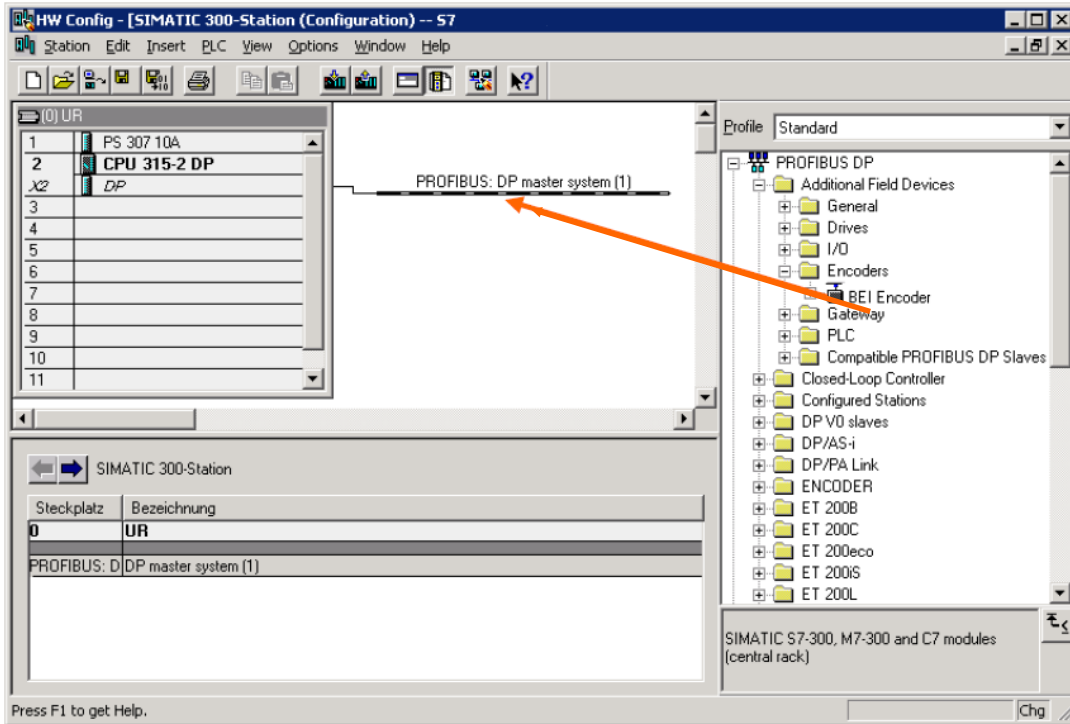 HW Config - [SIMATIC 300-Station (Configuration) -- S7
Station Edit Insert PLC View Options Window Help
(0) UR
1 PS 307 10A
2 CPU 315-2 DP
X2 DP
3
4
5
6
7
8
9
10
11
PROFIBUS: DP master system (1)
Profile Standard
PROFIBUS DP
Additional Field Devices
General
Drives
I/O
Encoders
BEI Encoder
Gateway
PLC
Compatible PROFIBUS DP Slaves
Closed-Loop Controller
Configured Stations
DP V0 slaves
DP/AS-i
DP/PA Link
ENCODER
ET 200B
ET 200C
ET 200eco
ET 200iS
ET 200L
SIMATIC 300-Station
Steckplatz Bezeichnung
0 UR
PROFIBUS: D DP master system (1)
SIMATIC S7-300, M7-300 and C7 modules
(central rack)
Press F1 to get Help.
Chg